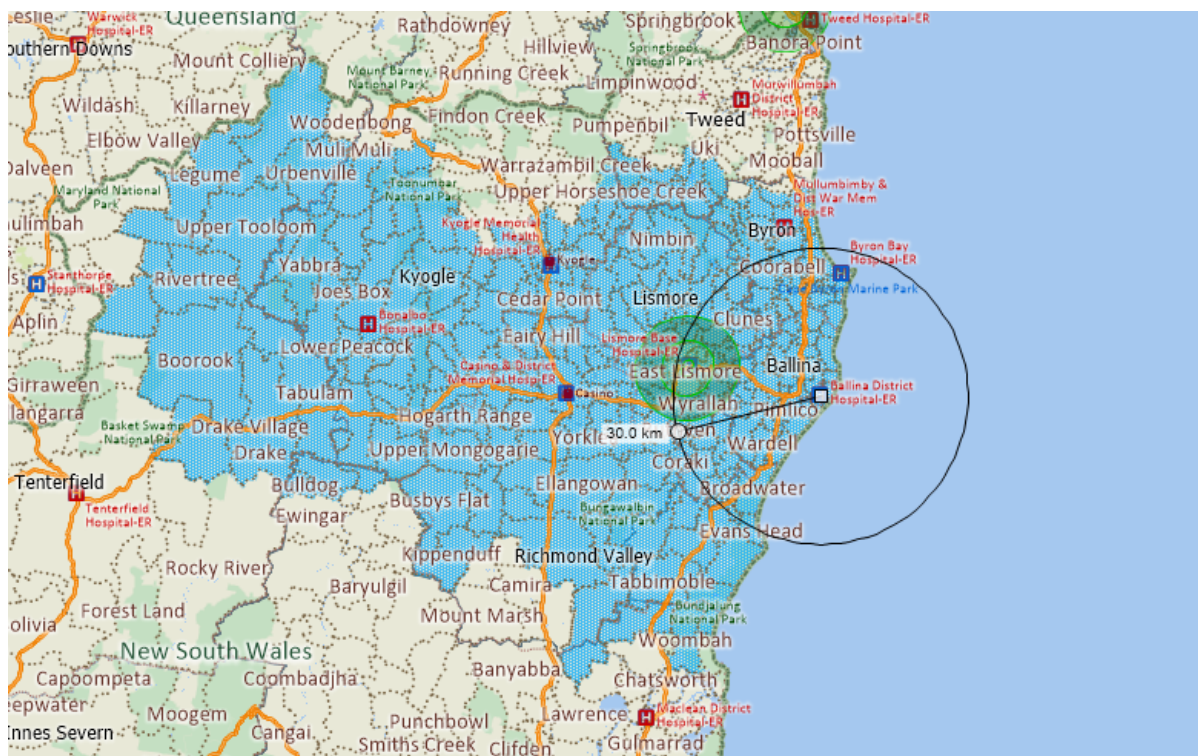 Queensland
Rathdowney
Springbrook
Tweed Hospital-ER
Warwick
Hospital-ER
Southern Downs
Mount Colliery
Hillview
Springbrook
National Park
Banora Point
Mount Barney
National Park
Running Creek
Limpinwood
Wildash
Killarney
Murwillumbah
District
Hospital-ER
Woodenbong
Findon Creek
Pumpenbil
Tweed
Elbow Valley
Muli Muli
Pottsville
Dalveen
Legume
Urbenville
Warrazambil Creek
Uki
Mooball
Maryland National
Park
Toonumbar
National Park
Upper Horseshoe Creek
Mullumbimby &
Dist War Mem
Hos-ER
Upper Tooloom
Kyogle Memorial
Health
Hospital-ER
Nimbin
Byron
Byron Bay
Hospital-ER
Stanthorpe
Hospital-ER
Rivertree
Yabbra
Kyogle
Kyogle
Coorabell
Marine Park
Joes Box
Cedar Point
Lismore
Aplin
Bonalbo
Hospital-ER
Clunes
Lower Peacock
Eairy Hill
Lismore Base
Hospital-ER
Boorook
Casino & District
Memorial Hosp-ER
East Lismore
Ballina
Girraween
Tabulam
Casino
Ballina District
Hospital-ER
Hogarth Range
Wyrallah
Pimlico
Basket Swamp
National Park
Drake Village
Drake
30.0 km
Wardell
Upper Mongogarie
Coraki
Tenterfield
Bulldog
Ellangowan
Broadwater
Tenterfield
Hospital-ER
Ewingar
Busbys Flat
Bungawalbin
National Park
Evans Head
Rocky River
Kippenduff
Richmond Valley
Baryulgil
Camira
Tabbimoble
Forest Land
Mount Marsh
Bundjalung
National Park
New South Wales
Woombah
Capoompeta
Coombadjha
Banyabba
Chatsworth
Moogem
Punchbowl
Lawrence
Maclean District
Hospital-ER
Cangai
Smiths Creek
Clifden
Gulmarrad